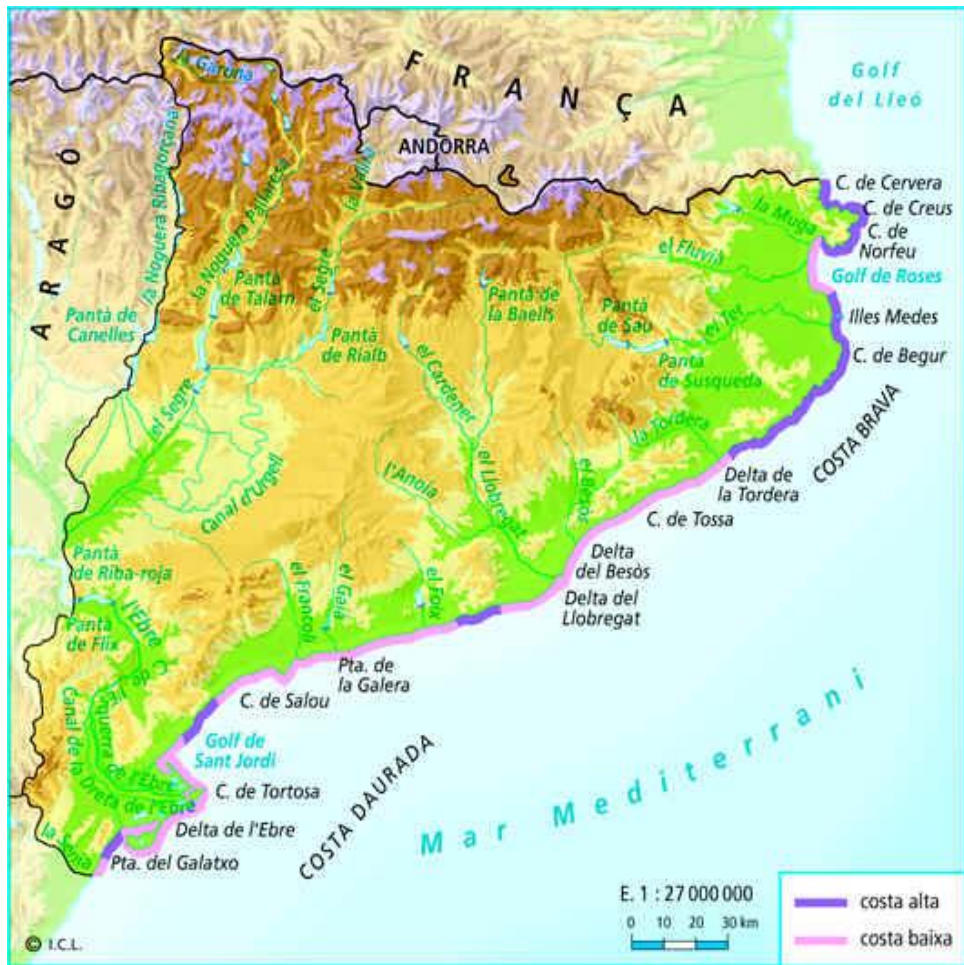 FRANÇA
Golf
del Lleó
la Garona
ANDORRA
ARAGÓ
la Noguera Ribagorçana
la Noguera Pallaresa
la Valira
el Segre
C. de Cervera
C. de Creus
C. de
Norfeu
la Muga
el Fluvià
Golf de Roses
Pantà
de Talarn
Pantà de
la Baells
Pantà
de Sau
el Ter
Illes Medes
Pantà de
Canelles
Pantà
de Rialb
el Cardener
Pantà
de Susqueda
C. de Begur
el Segre
la Tordera
COSTA BRAVA
Canal d'Urgell
l'Anoia
el Llobregat
el Besòs
Delta de
la Tordera
C. de Tossa
Pantà
de Riba-roja
el Francolí
el Gaià
el Foix
Delta
del Besòs
Delta del
Llobregat
l'Ebre
Pantà
de Flix
C. de l'Esquerra de l'Ebre
Canal de la Dreta de l'Ebre
Pta. de
la Galera
C. de Salou
Golf de
Sant Jordi
C. de Tortosa
COSTA DAURADA
Mar Mediterrani
Delta de l'Ebre
la Senia
Pta. del Galatxo
E. 1 : 27 000 000
0 10 20 30 km
costa alta
costa baixa
© I.C.L.